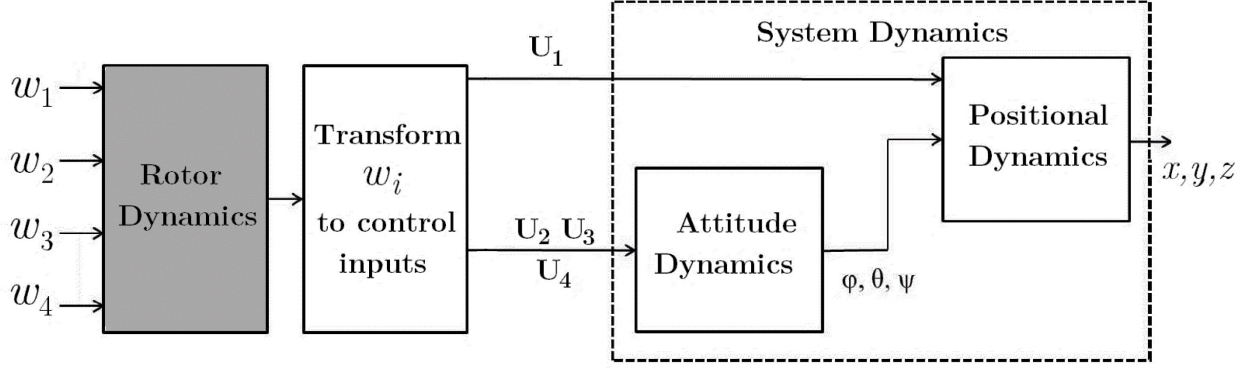 System Dynamics
U1
w1
w2
w3
w4
Rotor
Dynamics
Transform
wi
to control
inputs
U2 U3
U4
Attitude
Dynamics
φ, θ, ψ
Positional
Dynamics
x,y,z